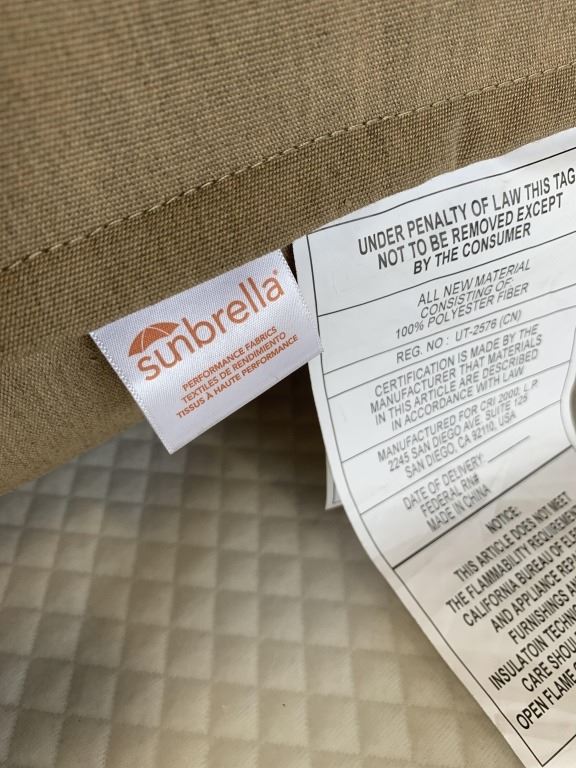 sunbrella®
PERFORMANCE FABRICS
TEXTILES DE RENDIMIENTO
TISSUS À HAUTE PERFORMANCE
UNDER PENALTY OF LAW THIS TAG
NOT TO BE REMOVED EXCEPT
BY THE CONSUMER
ALL NEW MATERIAL
CONSISTING OF:
100% POLYESTER FIBER
REG. NO : UT-2576 (CN)
CERTIFICATION IS MADE BY THE
MANUFACTURER THAT MATERIALS
IN THIS ARTICLE ARE DESCRIBED
IN ACCORDANCE WITH LAW
MANUFACTURED FOR CSI 2000, L.P.
2245 SAN DIEGO AVE SUITE 125
SAN DIEGO, CA 92110, USA
DATE OF DELIVERY:
FEDERAL RN#
MADE IN CHINA
NOTICE:
THIS ARTICLE DOES NOT MEET
THE FLAMMABILITY REQUIREME
CALIFORNIA BUREAU OF ELE
AND APPLIANCE REP
FURNISHINGS A
INSULATOIN TECHN
CARE SHOU
OPEN FLAME